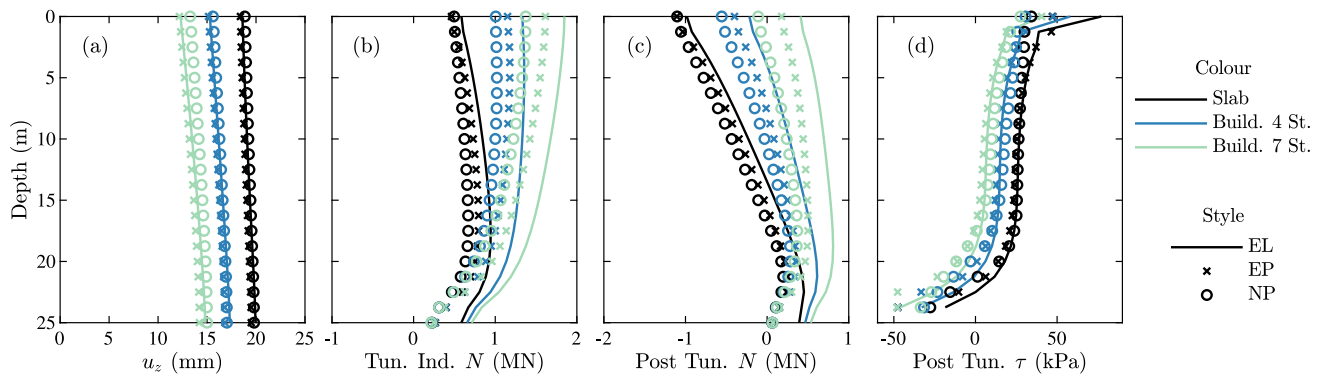 (a) (b) (c) (d)
0
5
10
15
20
25
Depth (m)
0 5 10 15 20 25
u_z (mm)
-1 0 1 2
Tun. Ind. N (MN)
-2 -1 0 1
Post Tun. N (MN)
-50 0 50
Post Tun. τ (kPa)
Colour
Slab
Build. 4 St.
Build. 7 St.
Style
EL
EP
NP